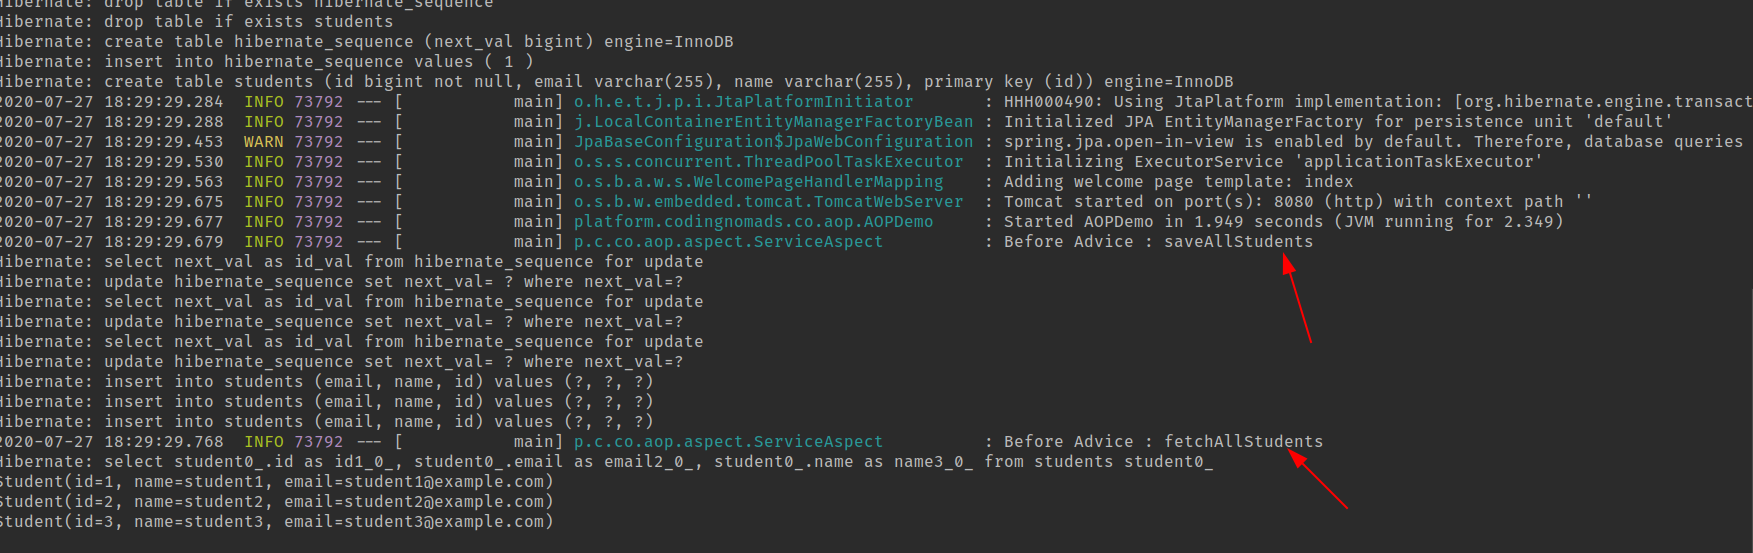 Hibernate: drop table if exists hibernate_sequence
Hibernate: drop table if exists students
Hibernate: create table hibernate_sequence (next_val bigint) engine=InnoDB
Hibernate: insert into hibernate_sequence values ( 1 )
Hibernate: create table students (id bigint not null, email varchar(255), name varchar(255), primary key (id)) engine=InnoDB
2020-07-27 18:29:29.284  INFO 73792 --- [           main] o.h.e.t.j.p.i.JtaPlatformInitiator       : HHH000490: Using JtaPlatform implementation: [org.hibernate.engine.transact
2020-07-27 18:29:29.288  INFO 73792 --- [           main] j.LocalContainerEntityManagerFactoryBean : Initialized JPA EntityManagerFactory for persistence unit 'default'
2020-07-27 18:29:29.453  WARN 73792 --- [           main] JpaBaseConfiguration$JpaWebConfiguration : spring.jpa.open-in-view is enabled by default. Therefore, database queries
2020-07-27 18:29:29.530  INFO 73792 --- [           main] o.s.s.concurrent.ThreadPoolTaskExecutor  : Initializing ExecutorService 'applicationTaskExecutor'
2020-07-27 18:29:29.563  INFO 73792 --- [           main] o.s.b.a.w.s.WelcomePageHandlerMapping    : Adding welcome page template: index
2020-07-27 18:29:29.675  INFO 73792 --- [           main] o.s.b.w.embedded.tomcat.TomcatWebServer  : Tomcat started on port(s): 8080 (http) with context path ''
2020-07-27 18:29:29.677  INFO 73792 --- [           main] platform.codingnomads.co.aop.AOPDemo     : Started AOPDemo in 1.949 seconds (JVM running for 2.349)
2020-07-27 18:29:29.679  INFO 73792 --- [           main] p.c.co.aop.aspect.ServiceAspect          : Before Advice : saveAllStudents
Hibernate: select next_val as id_val from hibernate_sequence for update
Hibernate: update hibernate_sequence set next_val= ? where next_val=?
Hibernate: select next_val as id_val from hibernate_sequence for update
Hibernate: update hibernate_sequence set next_val= ? where next_val=?
Hibernate: select next_val as id_val from hibernate_sequence for update
Hibernate: update hibernate_sequence set next_val= ? where next_val=?
Hibernate: insert into students (email, name, id) values (?, ?, ?)
Hibernate: insert into students (email, name, id) values (?, ?, ?)
Hibernate: insert into students (email, name, id) values (?, ?, ?)
2020-07-27 18:29:29.768  INFO 73792 --- [           main] p.c.co.aop.aspect.ServiceAspect          : Before Advice : fetchAllStudents
Hibernate: select student0_.id as id1_0_, student0_.email as email2_0_, student0_.name as name3_0_ from students student0_
Student(id=1, name=student1, email=student1@example.com)
Student(id=2, name=student2, email=student2@example.com)
Student(id=3, name=student3, email=student3@example.com)